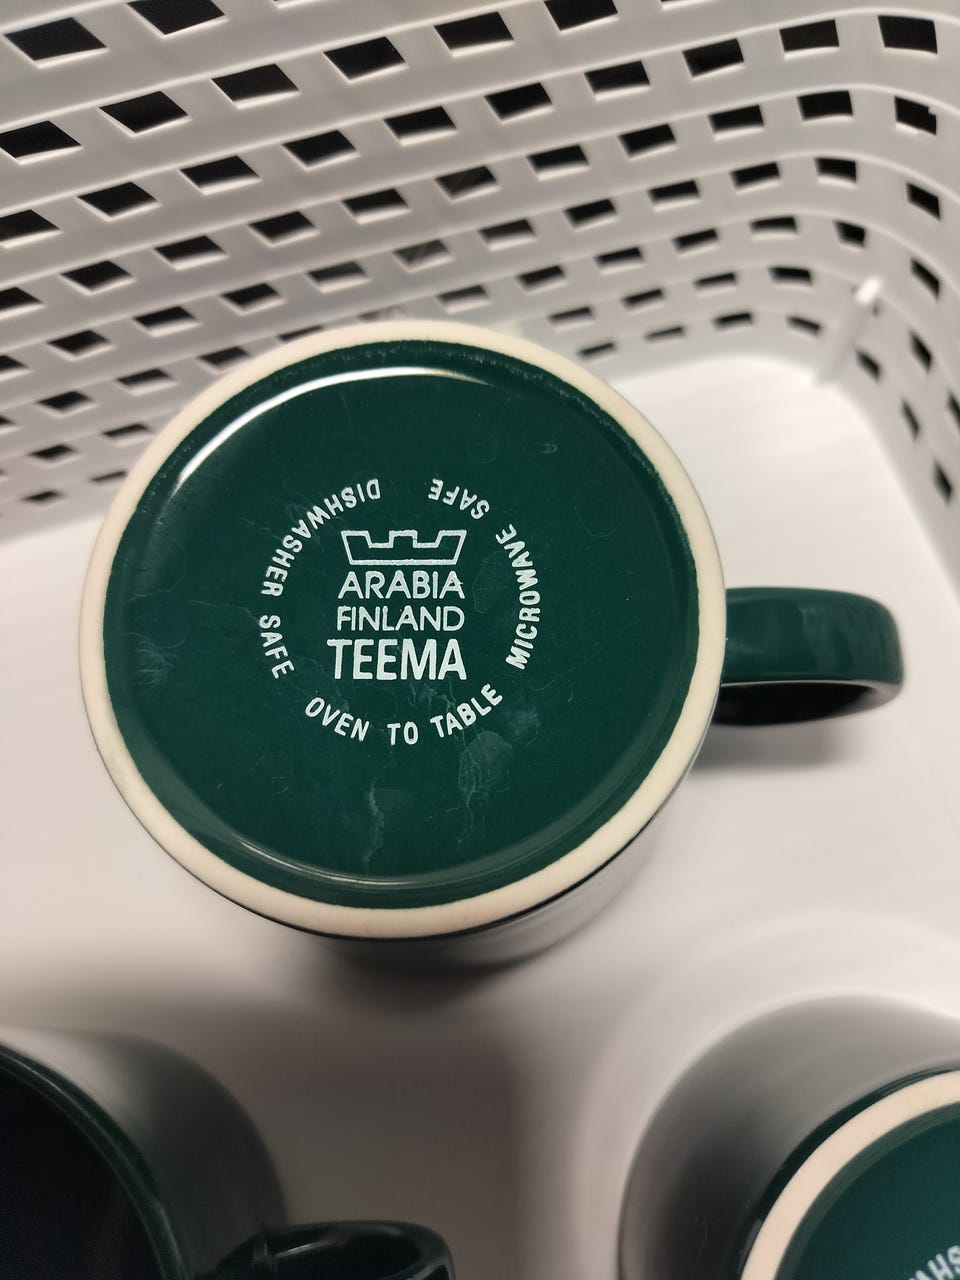 ARABIA
FINLAND
TEEMA
DISHWASHER SAFE
OVEN TO TABLE
MICROWAVE SAFE